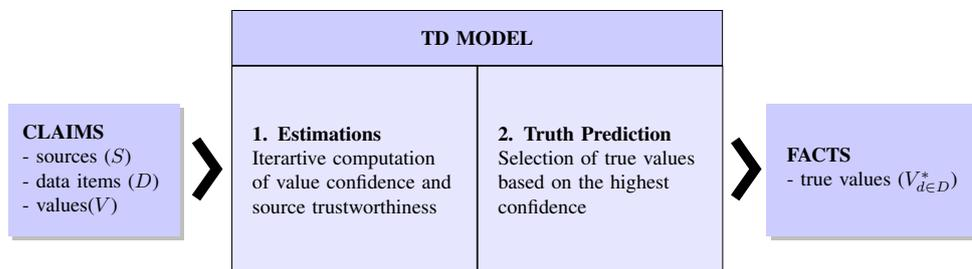 TD MODEL
CLAIMS
- sources (S)
- data items (D)
- values(V)
1. Estimations
Iterartive computation
of value confidence and
source trustworthiness
2. Truth Prediction
Selection of true values
based on the highest
confidence
FACTS
- true values (V*d∈D)